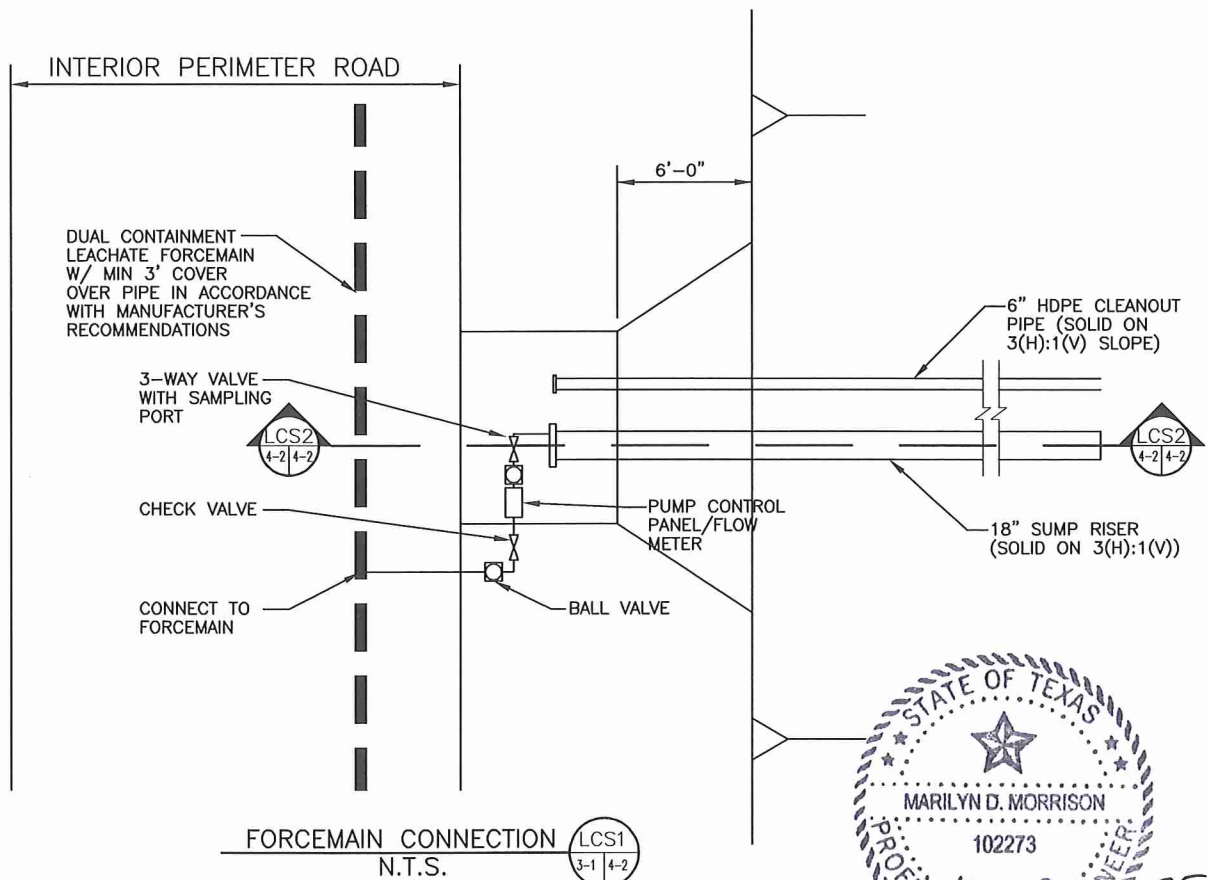 INTERIOR PERIMETER ROAD
6'-0"
DUAL CONTAINMENT
LEACHATE FORCEMAIN
W/ MIN 3' COVER
OVER PIPE IN ACCORDANCE
WITH MANUFACTURER'S
RECOMMENDATIONS
6" HDPE CLEANOUT
PIPE (SOLID ON
3(H):1(V) SLOPE)
3-WAY VALVE
WITH SAMPLING
PORT
LCS2
4-2 4-2
LCS2
4-2 4-2
CHECK VALVE
PUMP CONTROL
PANEL/FLOW
METER
18" SUMP RISER
(SOLID ON 3(H):1(V))
CONNECT TO
FORCEMAIN
BALL VALVE
FORCEMAIN CONNECTION
N.T.S.
LCS1
3-1 4-2
STATE OF TEXAS
MARILYN D. MORRISON
102273